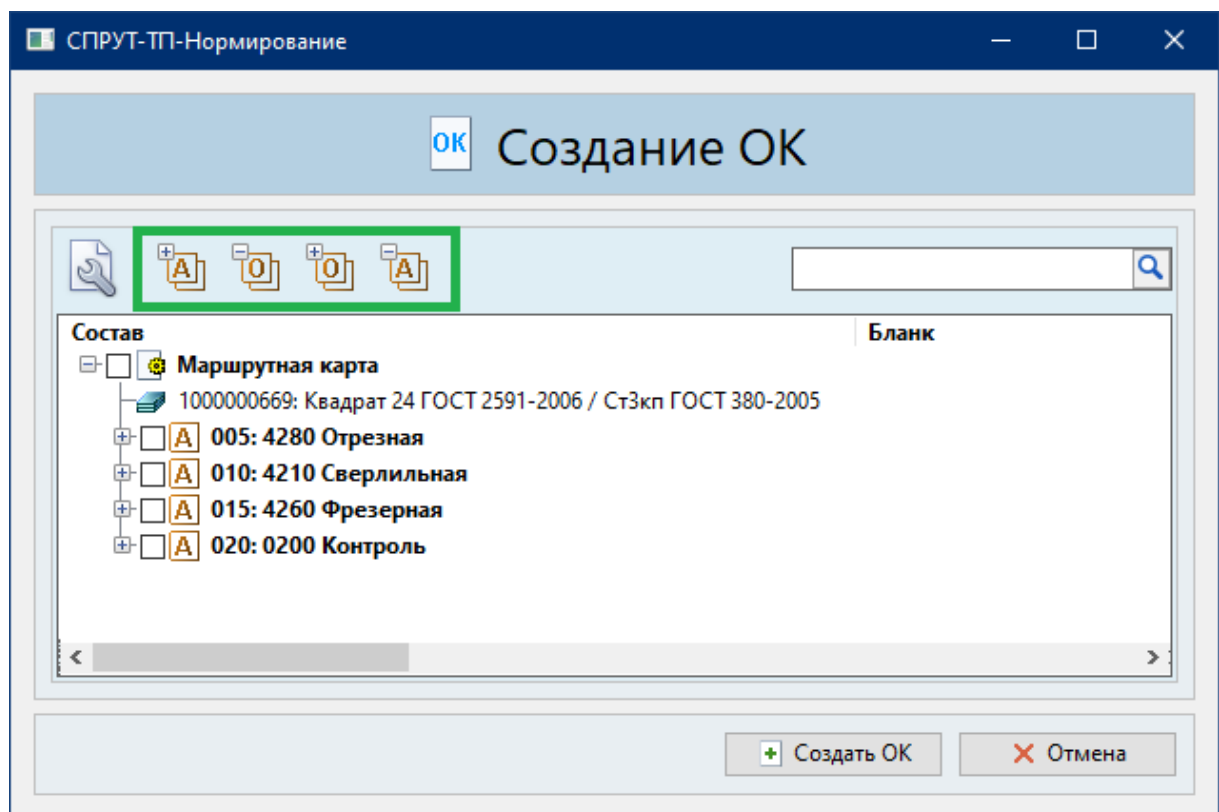 СПРУТ-ТП-Нормирование
ОК Создание ОК
А О О А
Состав Бланк
Маршрутная карта
1000000669: Квадрат 24 ГОСТ 2591-2006 / Ст3кп ГОСТ 380-2005
А 005: 4280 Отрезная
А 010: 4210 Сверлильная
А 015: 4260 Фрезерная
А 020: 0200 Контроль
Создать ОК Отмена